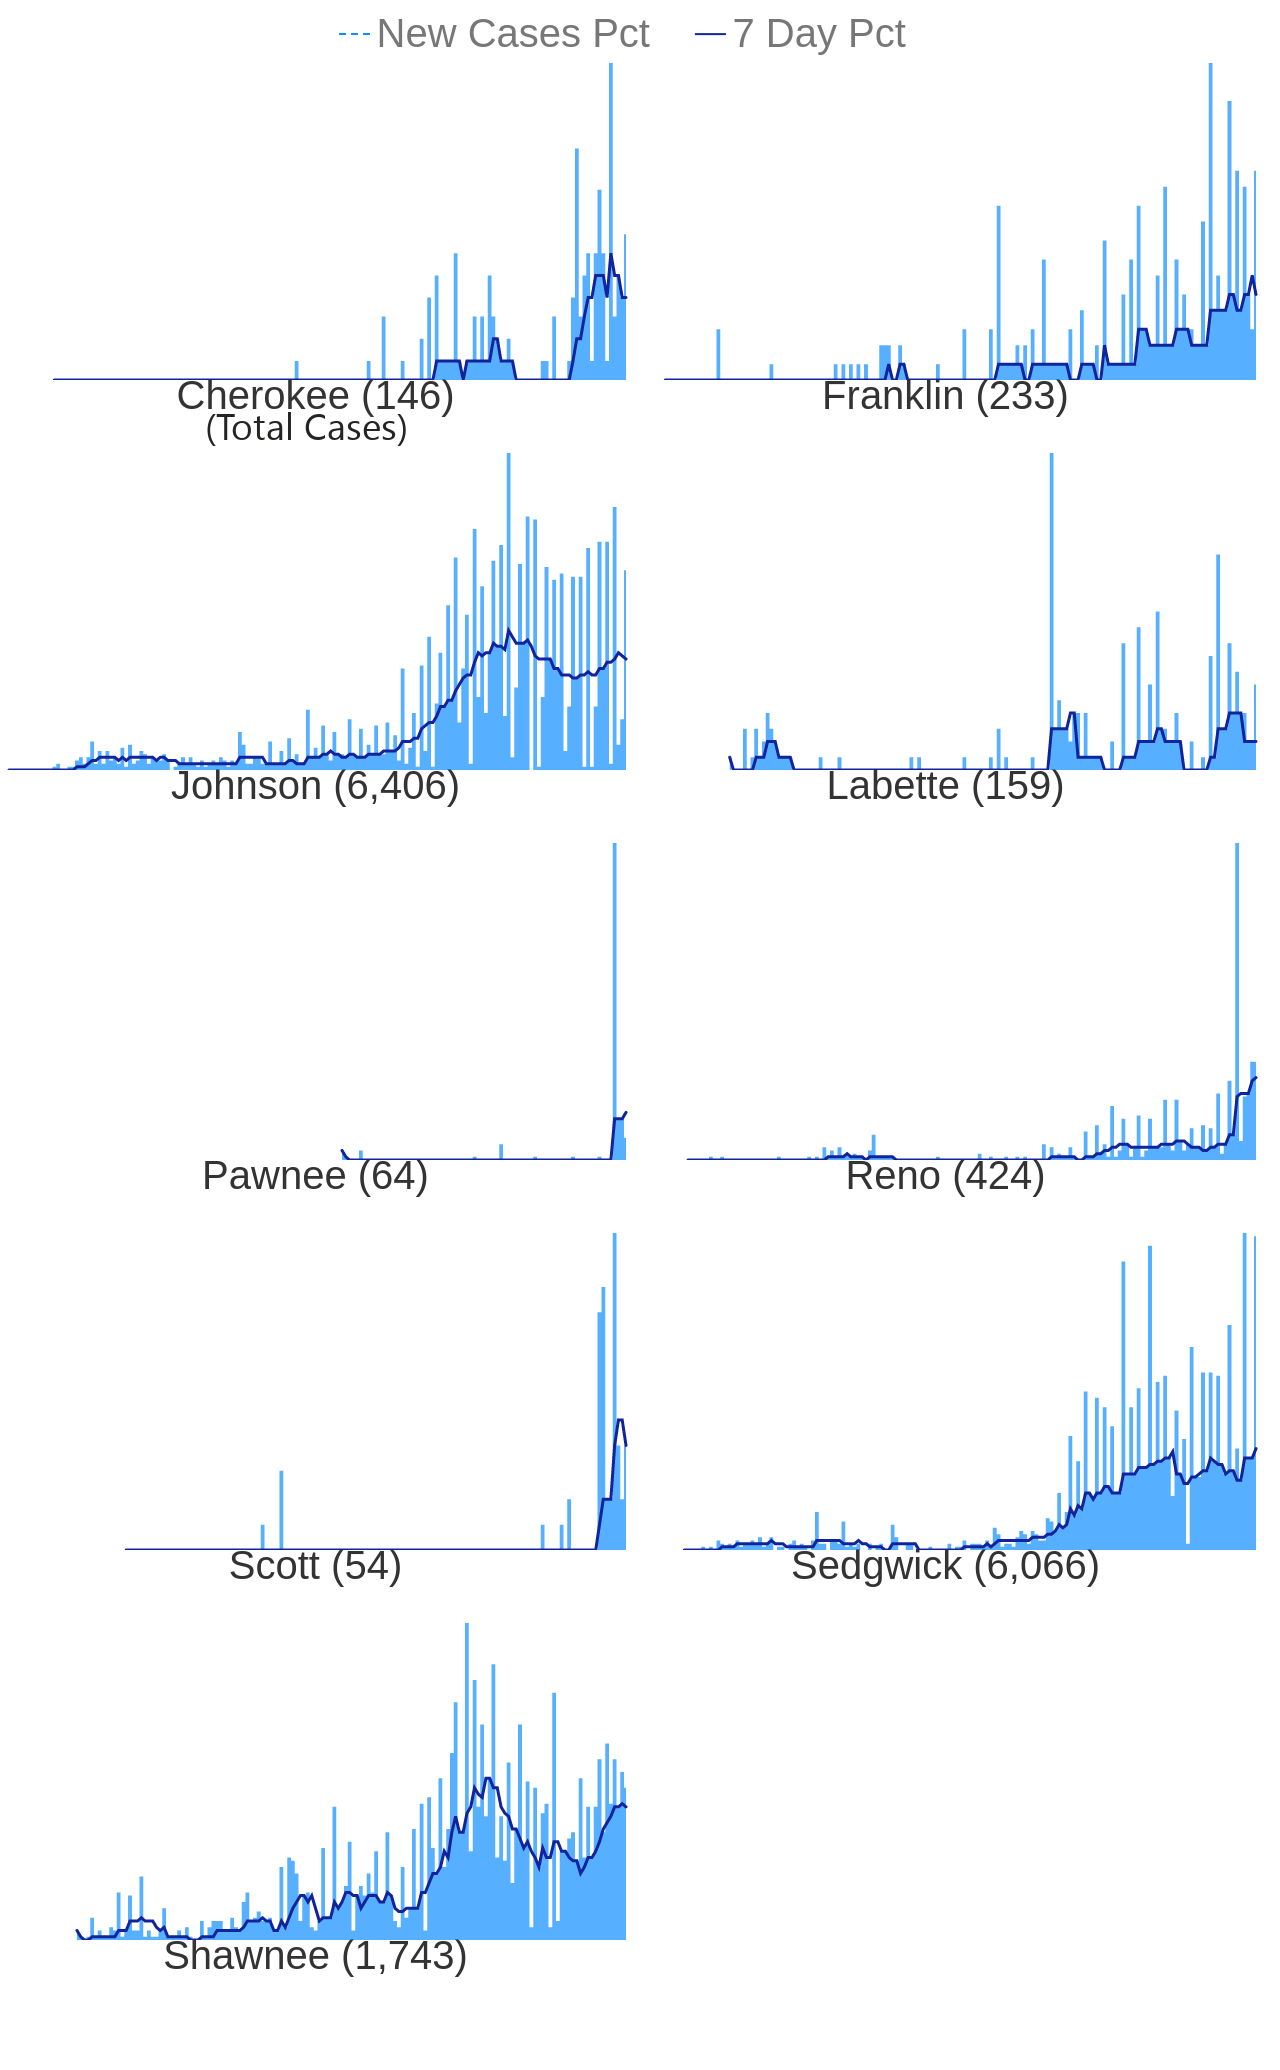 New Cases Pct 7 Day Pct
Cherokee (146) Franklin (233)
(Total Cases)
Johnson (6,406) Labette (159)
Pawnee (64) Reno (424)
Scott (54) Sedgwick (6,066)
Shawnee (1,743)